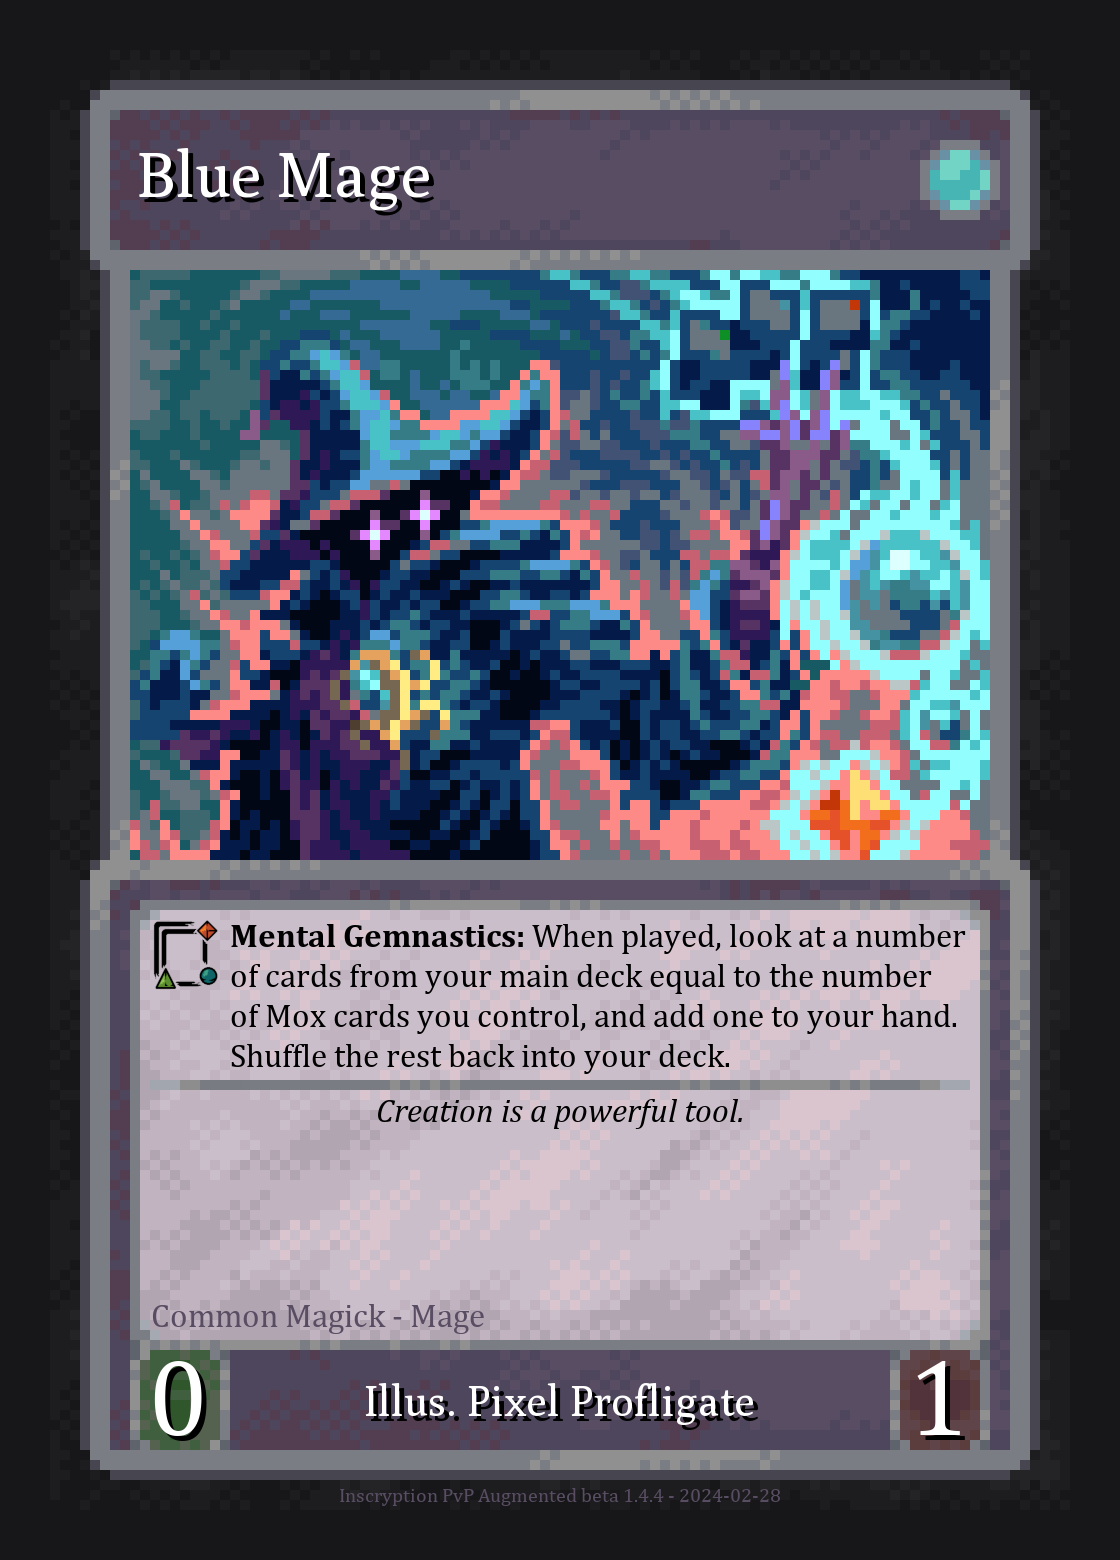 Blue Mage
Mental Gemnastics: When played, look at a number
of cards from your main deck equal to the number
of Mox cards you control, and add one to your hand.
Shuffle the rest back into your deck.
Creation is a powerful tool.
Common Magick - Mage
0
Illus. Pixel Profligate
1
Inscryption PvP Augmented beta 1.4.4 - 2024-02-28